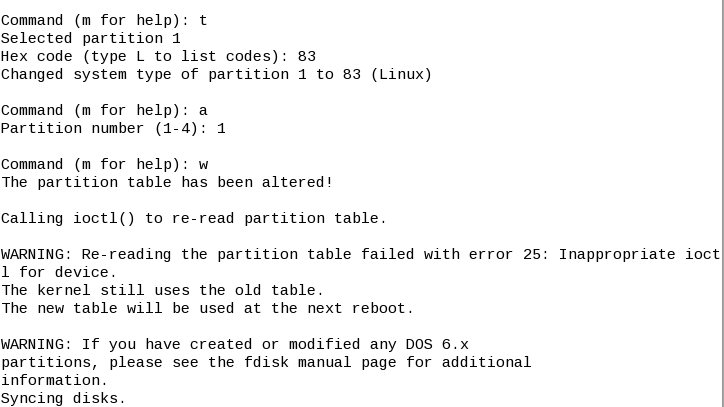 Command (m for help): t
Selected partition 1
Hex code (type L to list codes): 83
Changed system type of partition 1 to 83 (Linux)
Command (m for help): a
Partition number (1-4): 1
Command (m for help): w
The partition table has been altered!
Calling ioctl() to re-read partition table.
WARNING: Re-reading the partition table failed with error 25: Inappropriate ioct
l for device.
The kernel still uses the old table.
The new table will be used at the next reboot.
WARNING: If you have created or modified any DOS 6.x
partitions, please see the fdisk manual page for additional
information.
Syncing disks.